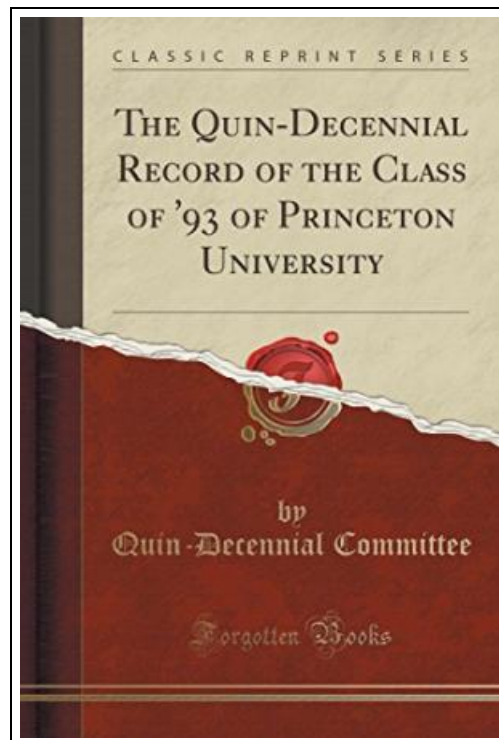 CLASSIC REPRINT SERIES
THE QUIN-DECENNIAL
RECORD OF THE CLASS
OF '93 OF PRINCETON
UNIVERSITY
by
Quin-Decennial Committee
Forgotten Books